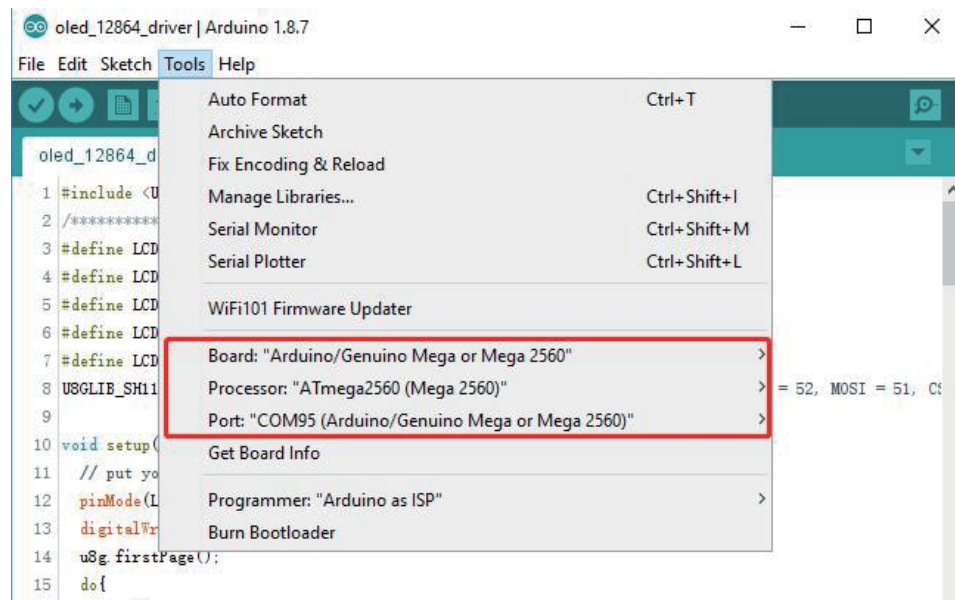 oled_12864_driver | Arduino 1.8.7
File Edit Sketch Tools Help
Auto Format Ctrl+T
Archive Sketch
oled_12864_d
Fix Encoding & Reload
1 #include <U
Manage Libraries... Ctrl+Shift+I
2 /**********
Serial Monitor Ctrl+Shift+M
3 #define LCD
4 #define LCD
Serial Plotter Ctrl+Shift+L
5 #define LCD
WiFi101 Firmware Updater
6 #define LCD
7 #define LCD
Board: "Arduino/Genuino Mega or Mega 2560"
8 U8GLIB_SH11
Processor: "ATmega2560 (Mega 2560)"
= 52, MOSI = 51, CS
9
Port: "COM95 (Arduino/Genuino Mega or Mega 2560)"
10 void setup(
Get Board Info
11 // put yo
12 pinMode(L
Programmer: "Arduino as ISP"
13 digitalWr
Burn Bootloader
14 u8g.firstPage();
15 do{